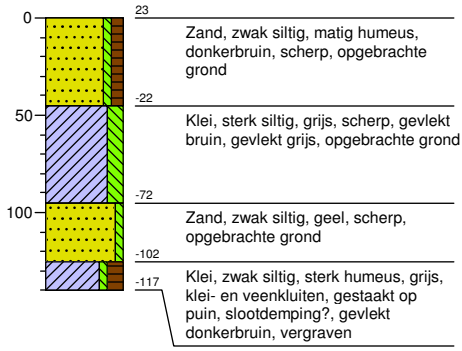 0
23
Zand, zwak siltig, matig humeus,
donkerbruin, scherp, opgebrachte
grond
-22
50
Klei, sterk siltig, grijs, scherp, gevlekt
bruin, gevlekt grijs, opgebrachte grond
-72
100
Zand, zwak siltig, geel, scherp,
opgebrachte grond
-102
Klei, zwak siltig, sterk humeus, grijs,
klei- en veenkluiten, gestaakt op
puin, slootdemping?, gevlekt
donkerbruin, vergraven
-117